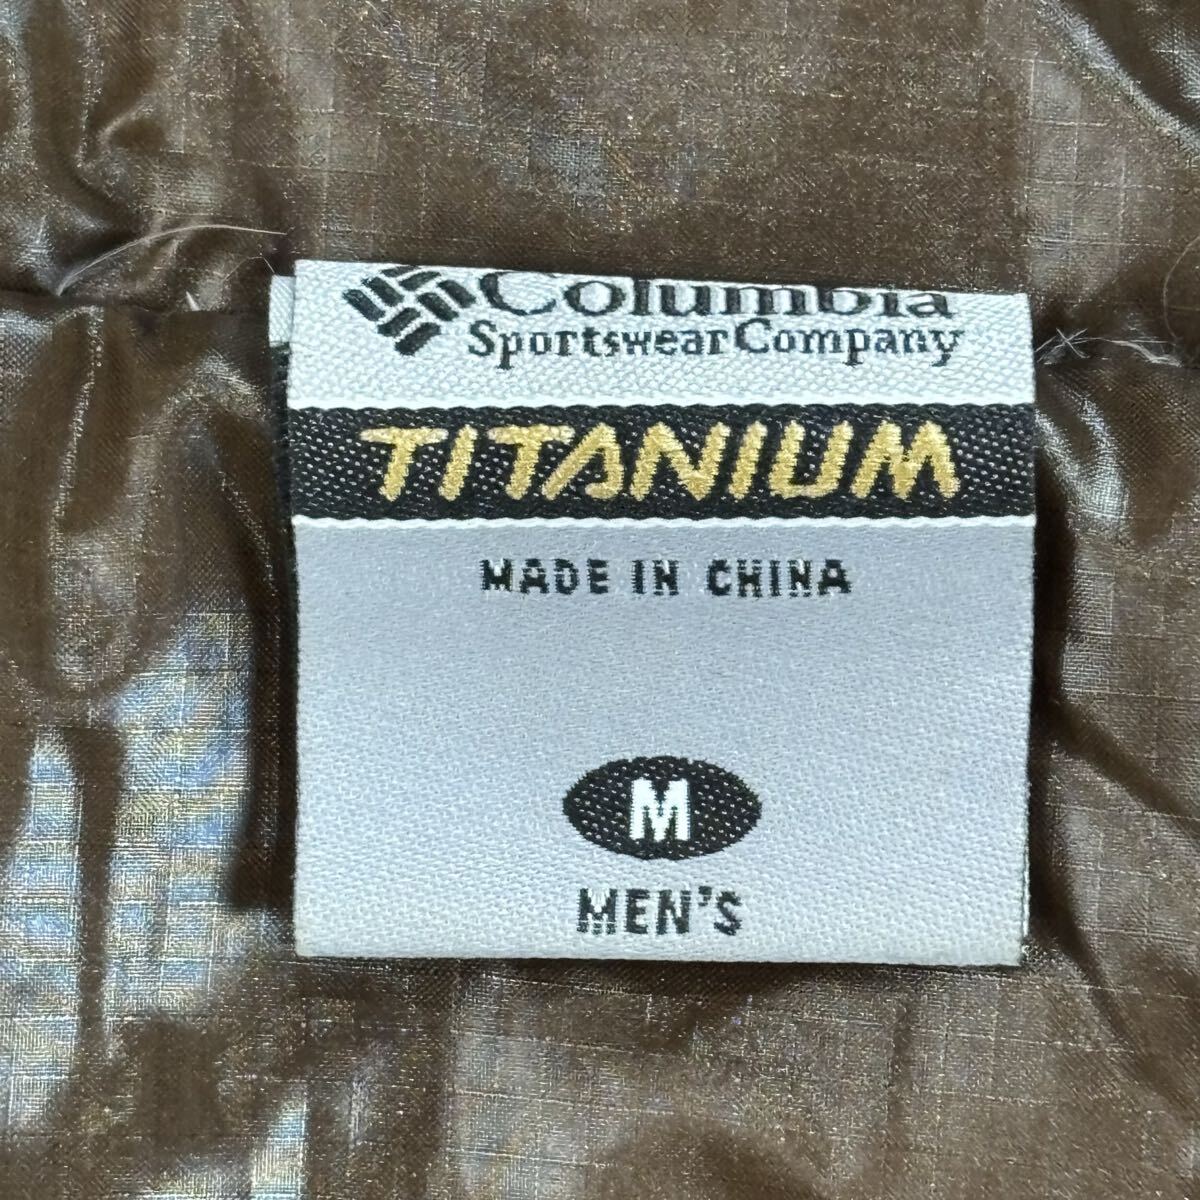 Columbia
Sportswear Company
TITANIUM
MADE IN CHINA
M
MEN'S